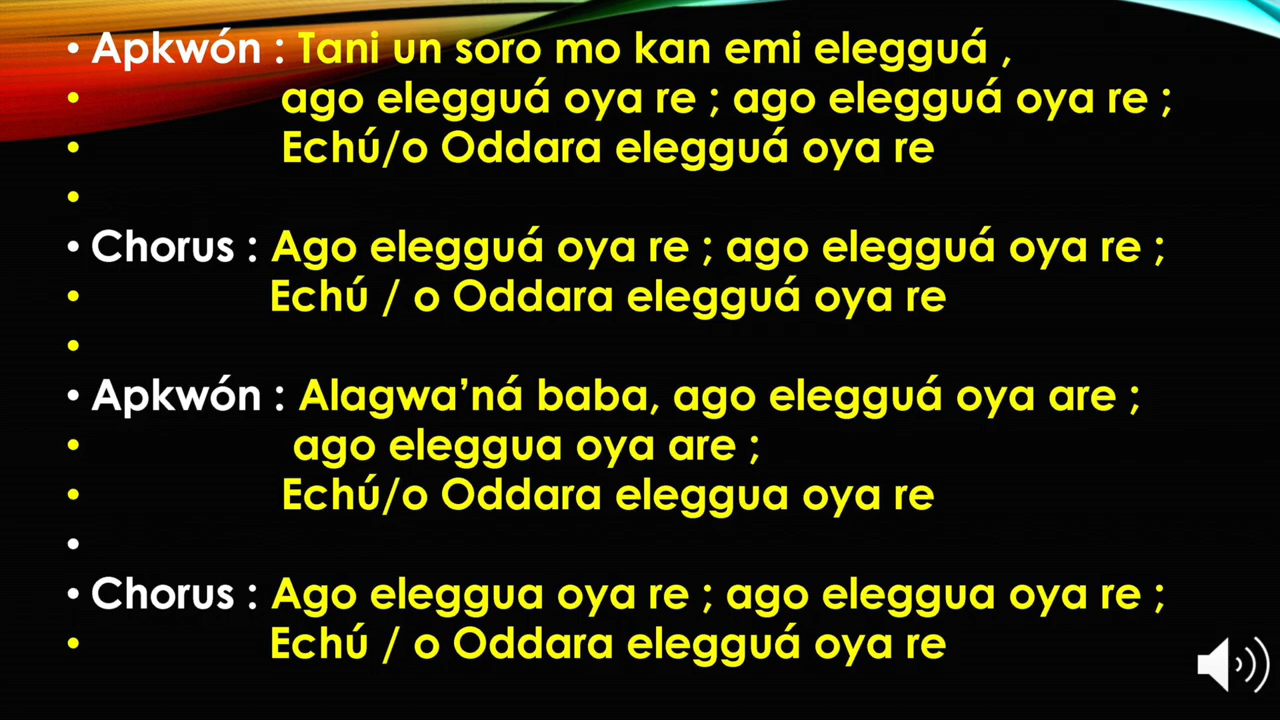 • Apkwón : Tani un soro mo kan emi elegguá ,
• ago elegguá oya re ; ago elegguá oya re ;
• Echú/o Oddara elegguá oya re
•
• Chorus : Ago elegguá oya re ; ago elegguá oya re ;
• Echú / o Oddara elegguá oya re
•
• Apkwón : Alagwa’ná baba, ago elegguá oya are ;
• ago eleggua oya are ;
• Echú/o Oddara eleggua oya re
•
• Chorus : Ago eleggua oya re ; ago eleggua oya re ;
• Echú / o Oddara elegguá oya re